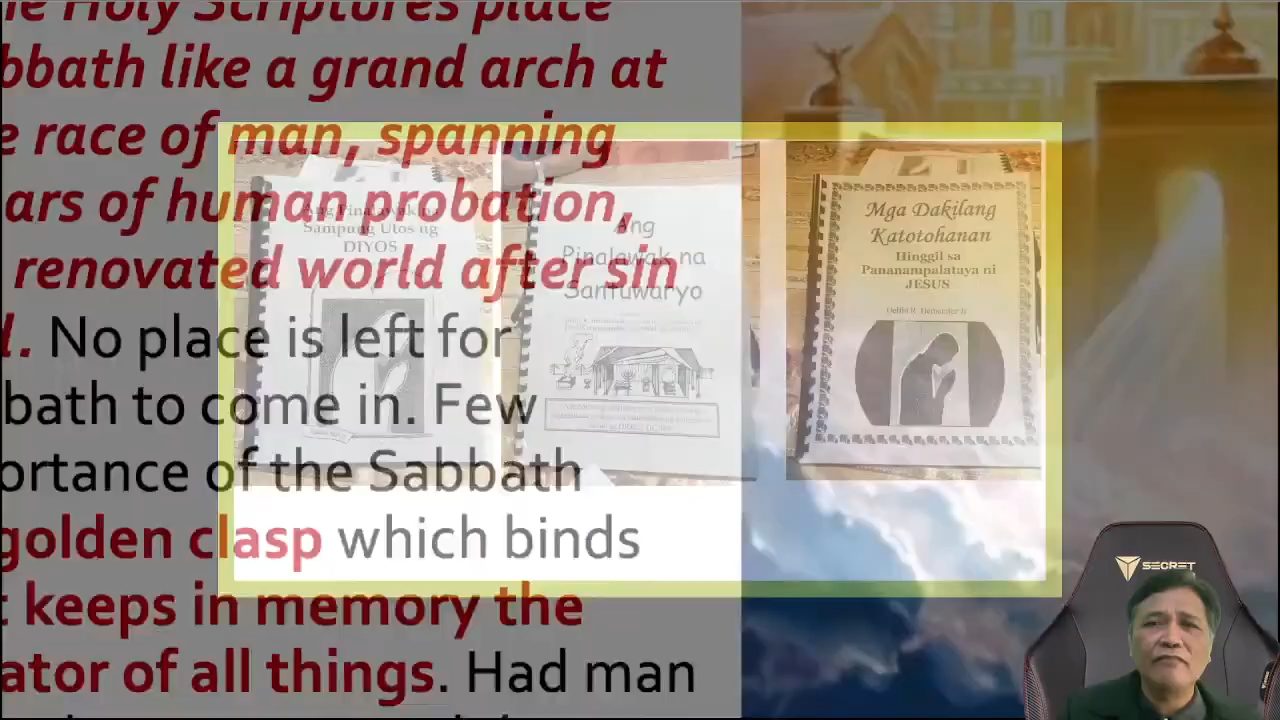 e Holy Scriptures place
bbath like a grand arch at
e race of man, spanning
ars of human probation,
renovated world after sin
d. No place is left for
bath to come in. Few
ortance of the Sabbath
golden clasp which binds
t keeps in memory the
ator of all things. Had man
Ang Pinalawak na
Sampung Utos ng
DIYOS
Ang
Pinalawak na
Santuwaryo
Mga Dakilang
Katotohanan
Hinggil sa
Pananampalataya ni
JESUS
SECRET